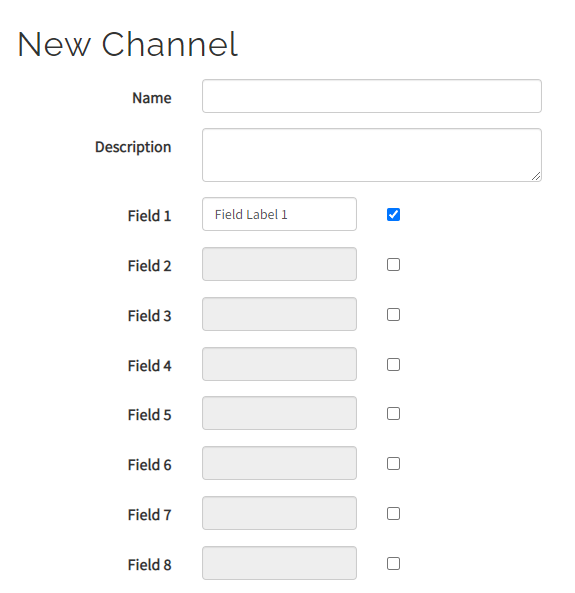 New Channel
Name
Description
Field 1 Field Label 1
Field 2
Field 3
Field 4
Field 5
Field 6
Field 7
Field 8